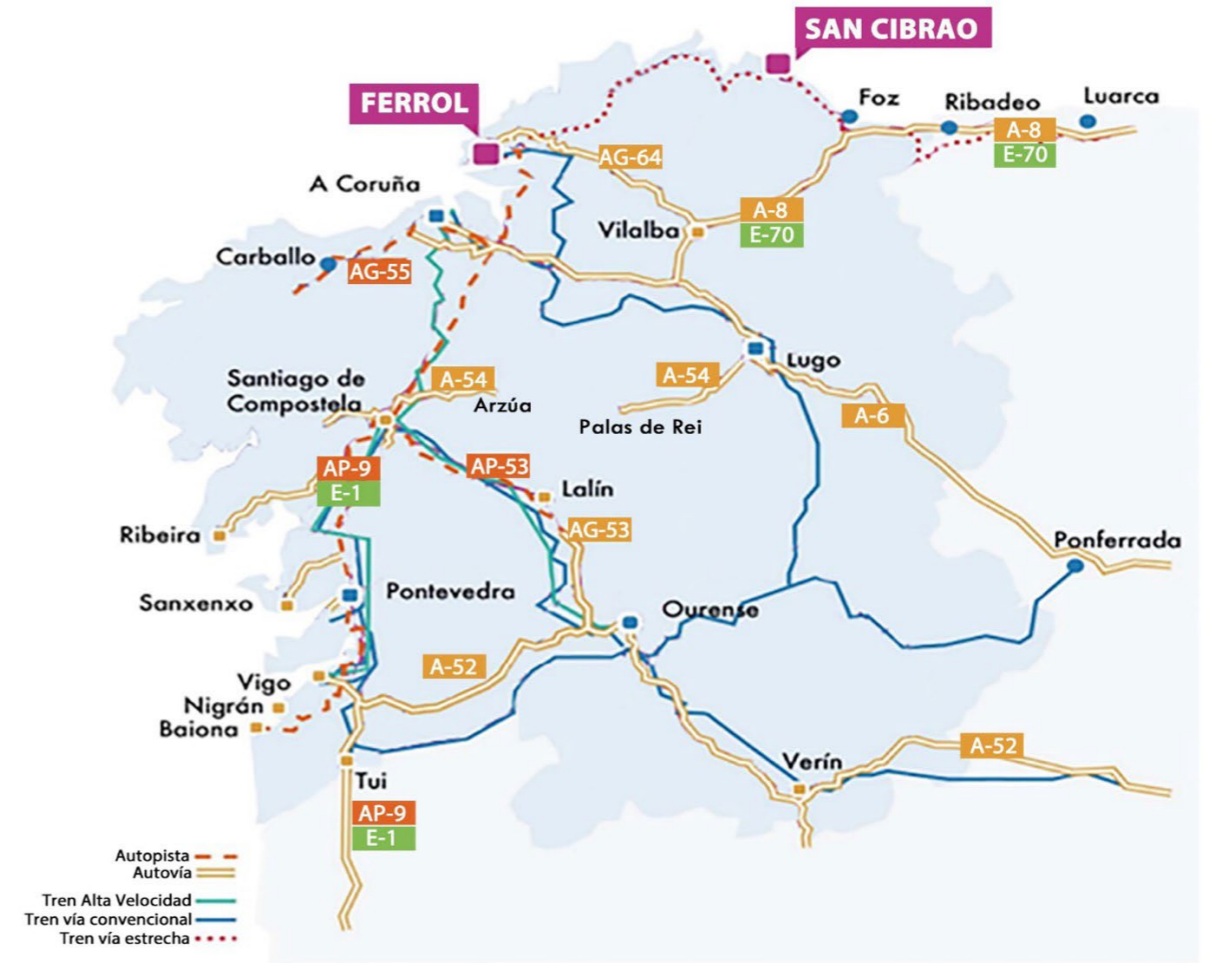 SAN CIBRAO
FERROL
Foz
Ribadeo
Luarca
A-8
E-70
AG-64
A Coruña
A-8
E-70
Vilalba
Carballo
AG-55
Lugo
Santiago de
Compostela
A-54
Arzúa
A-54
Palas de Rei
A-6
AP-9
E-1
AP-53
Lalín
Ribeira
AG-53
Ponferrada
Sanxenxo
Pontevedra
Ourense
A-52
Vigo
Nigrán
Baiona
Tui
Verín
A-52
AP-9
E-1
Autopista
Autovía
Tren Alta Velocidad
Tren vía convencional
Tren vía estrecha